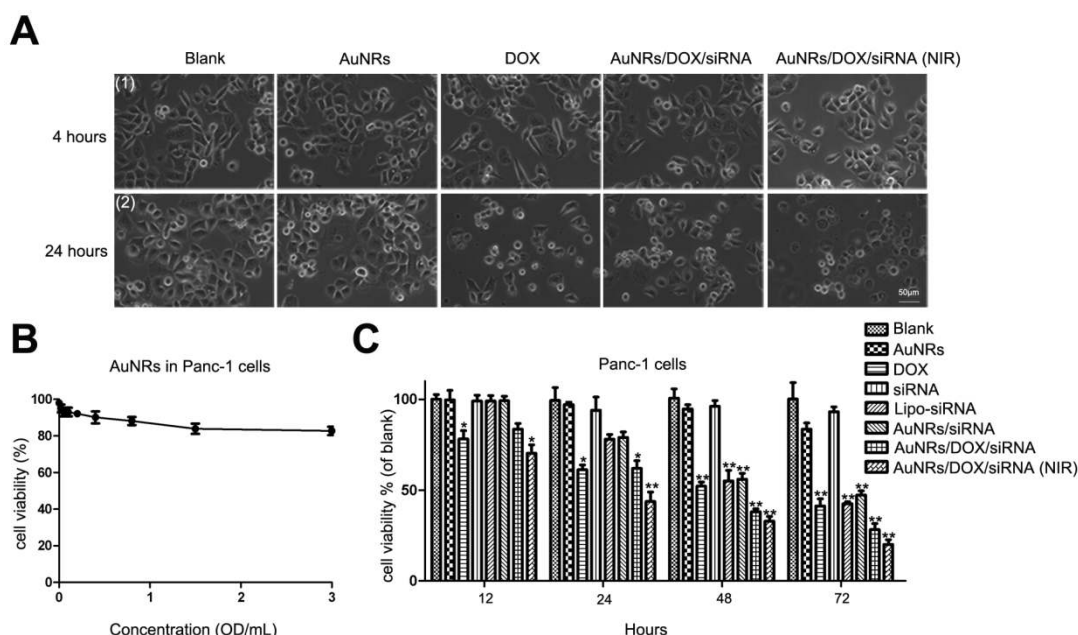 A
Blank AuNRs DOX AuNRs/DOX/siRNA AuNRs/DOX/siRNA (NIR)
(1)
4 hours
(2)
24 hours
50μm
B
AuNRs in Panc-1 cells
cell viability (%)
100
80
60
40
20
0
0 1 2 3
Concentration (OD/mL)
C
Panc-1 cells
cell viability % (of blank)
100
50
0
* * * * ** ** ** ** ** ** ** ** ** **
12 24 48 72
Hours
Blank
AuNRs
DOX
siRNA
Lipo-siRNA
AuNRs/siRNA
AuNRs/DOX/siRNA
AuNRs/DOX/siRNA (NIR)